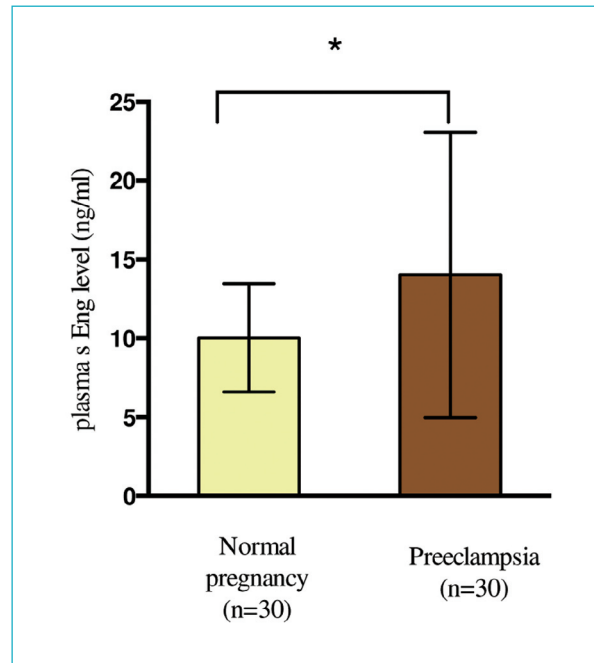 *
25
20
15
10
5
0
plasma s Eng level (ng/ml)
Normal
pregnancy
(n=30)
Preeclampsia
(n=30)